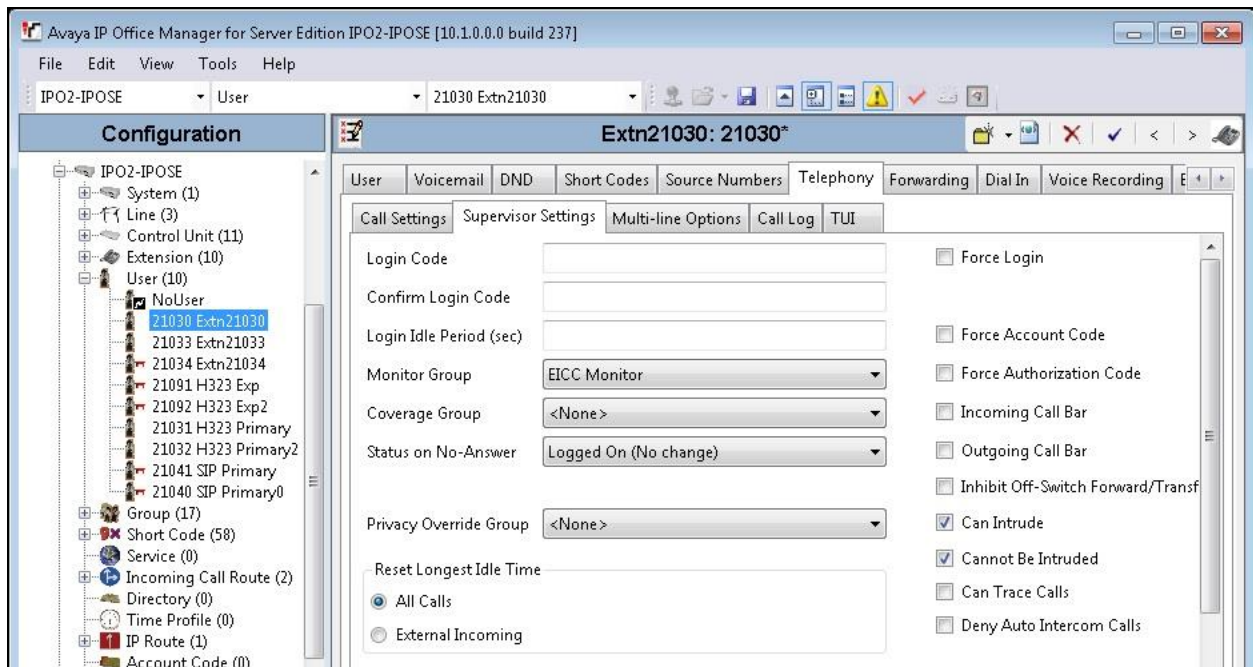 Avaya IP Office Manager for Server Edition IPO2-IPOSE [10.1.0.0.0 build 237]
File Edit View Tools Help
IPO2-IPOSE User 21030 Extn21030
Configuration
IPO2-IPOSE
System (1)
Line (3)
Control Unit (11)
Extension (10)
User (10)
NoUser
21030 Extn21030
21033 Extn21033
21034 Extn21034
21091 H323 Exp
21092 H323 Exp2
21031 H323 Primary
21032 H323 Primary2
21041 SIP Primary
21040 SIP Primary0
Group (17)
Short Code (58)
Service (0)
Incoming Call Route (2)
Directory (0)
Time Profile (0)
IP Route (1)
Account Code (0)
Extn21030: 21030*
User Voicemail DND Short Codes Source Numbers Telephony Forwarding Dial In Voice Recording
Call Settings Supervisor Settings Multi-line Options Call Log TUI
Login Code
Confirm Login Code
Login Idle Period (sec)
Monitor Group EICC Monitor
Coverage Group <None>
Status on No-Answer Logged On (No change)
Privacy Override Group <None>
Reset Longest Idle Time
All Calls
External Incoming
Force Login
Force Account Code
Force Authorization Code
Incoming Call Bar
Outgoing Call Bar
Inhibit Off-Switch Forward/Transf
Can Intrude
Cannot Be Intruded
Can Trace Calls
Deny Auto Intercom Calls